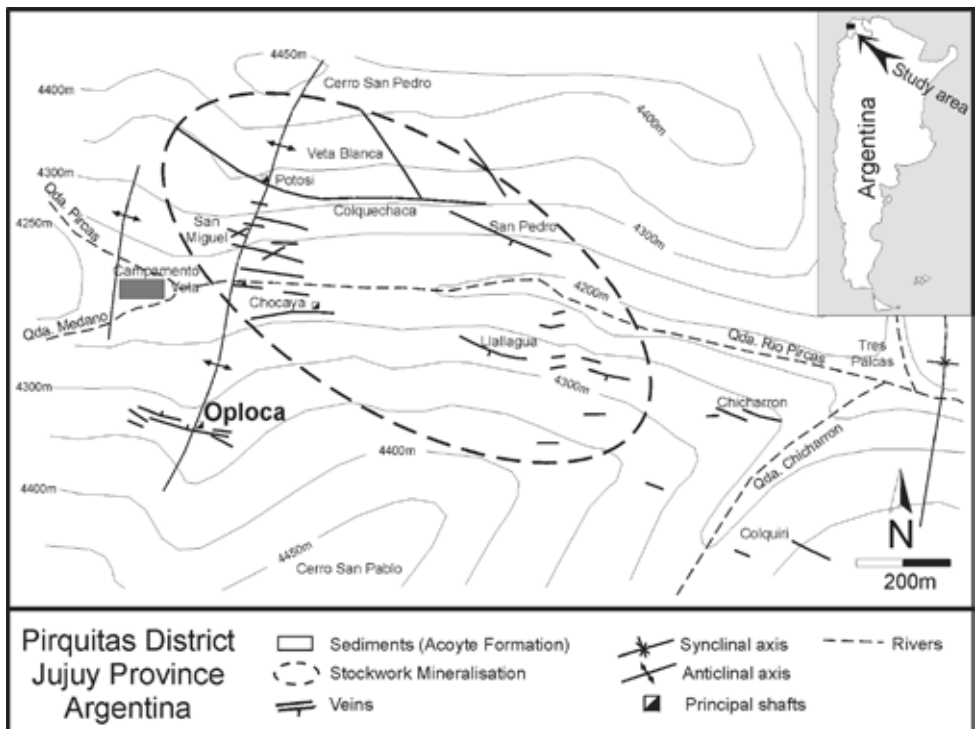 4450m
Cerro San Pedro
4400m
4400m
Study area
Argentina
Veta Blanca
4300m
Potosi
Qda. Pircas
Colquechaca
4250m
San
Miguel
San Pedro
4300m
Campamento
Veta
4200m
Chocaya
Qda. Medano
Qda. Rio Pircas
Tres
Palcas
Llallagua
4300m
4300m
Chicharron
Oploca
4400m
Qda. Chicharron
4400m
N
Colquiri
4450m
Cerro San Pablo
200m
Pirquitas District
Jujuy Province
Argentina
Sediments (Acoyte Formation)
Stockwork Mineralisation
Veins
Synclinal axis
Anticlinal axis
Principal shafts
Rivers